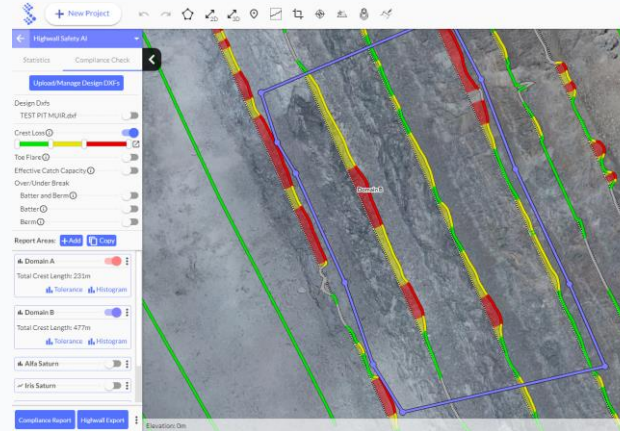 + New Project
2D
3D
Highwall Safety AI
Statistics
Compliance Check
Upload/Manage Design DXFs
Design Dxfs
TEST PIT MUIR.dxf
Crest Loss
Toe Flare
Effective Catch Capacity
Over/Under Break
Batter and Berm
Batter
Berm
Report Areas:
+Add
Copy
Domain A
Total Crest Length: 231m
Tolerance
Histogram
Domain B
Total Crest Length: 477m
Tolerance
Histogram
Alfa Saturn
Iris Saturn
Compliance Report
Highwall Export
Elevation: 0m
Domain B